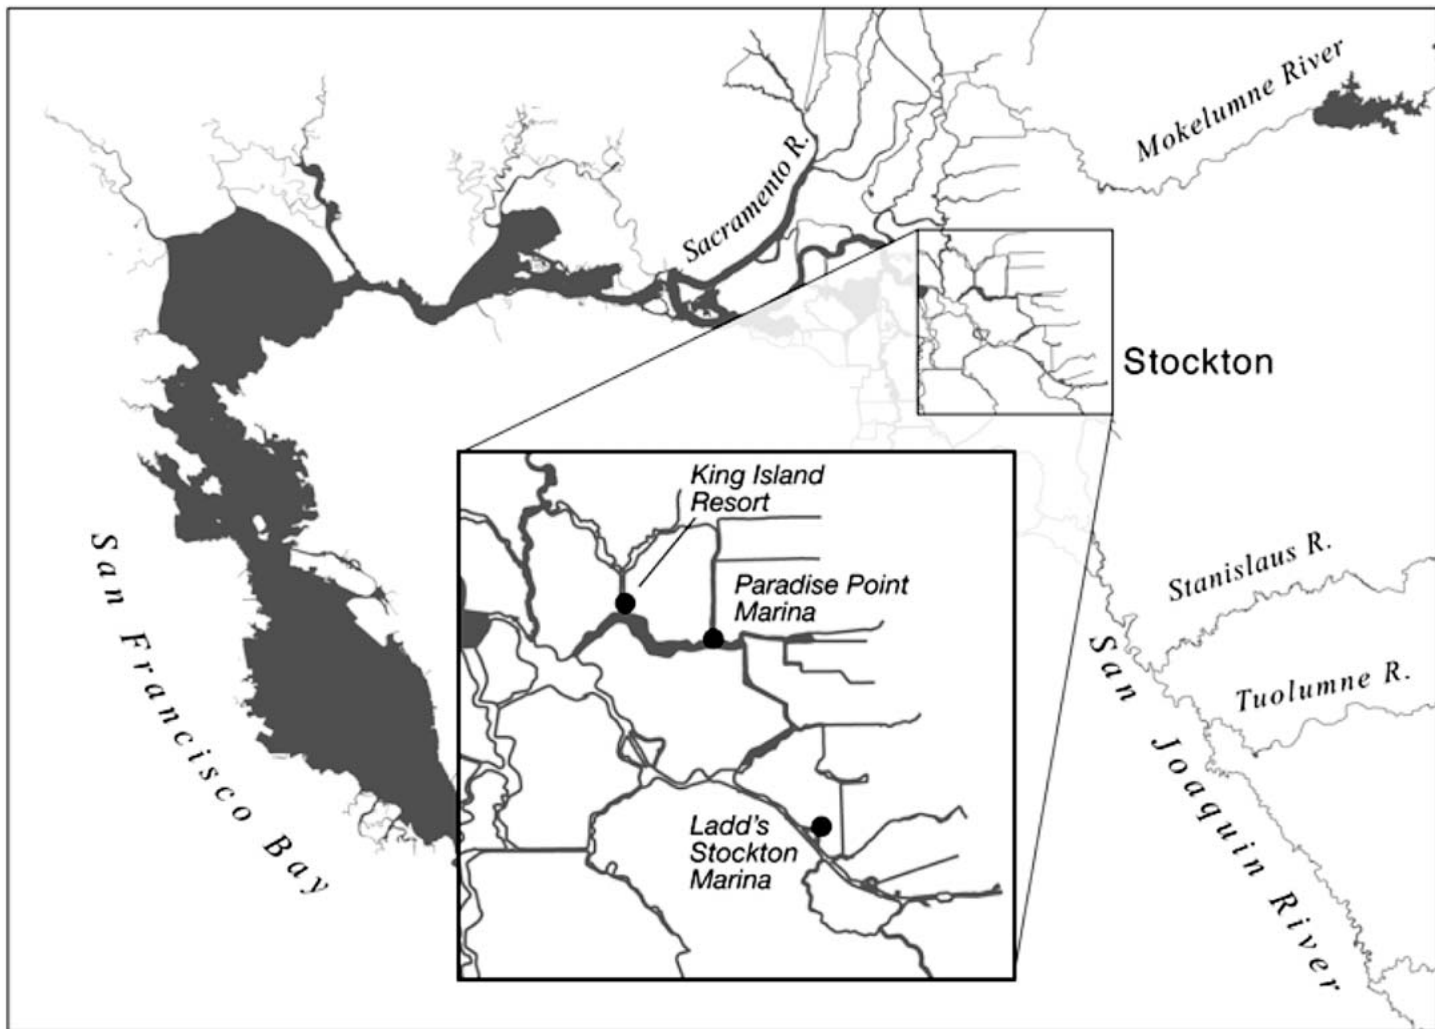 Mokelumne River
Sacramento R.
Stockton
King Island
Resort
Paradise Point
Marina
Ladd's
Stockton
Marina
San Francisco Bay
Stanislaus R.
Tuolumne R.
San Joaquin River